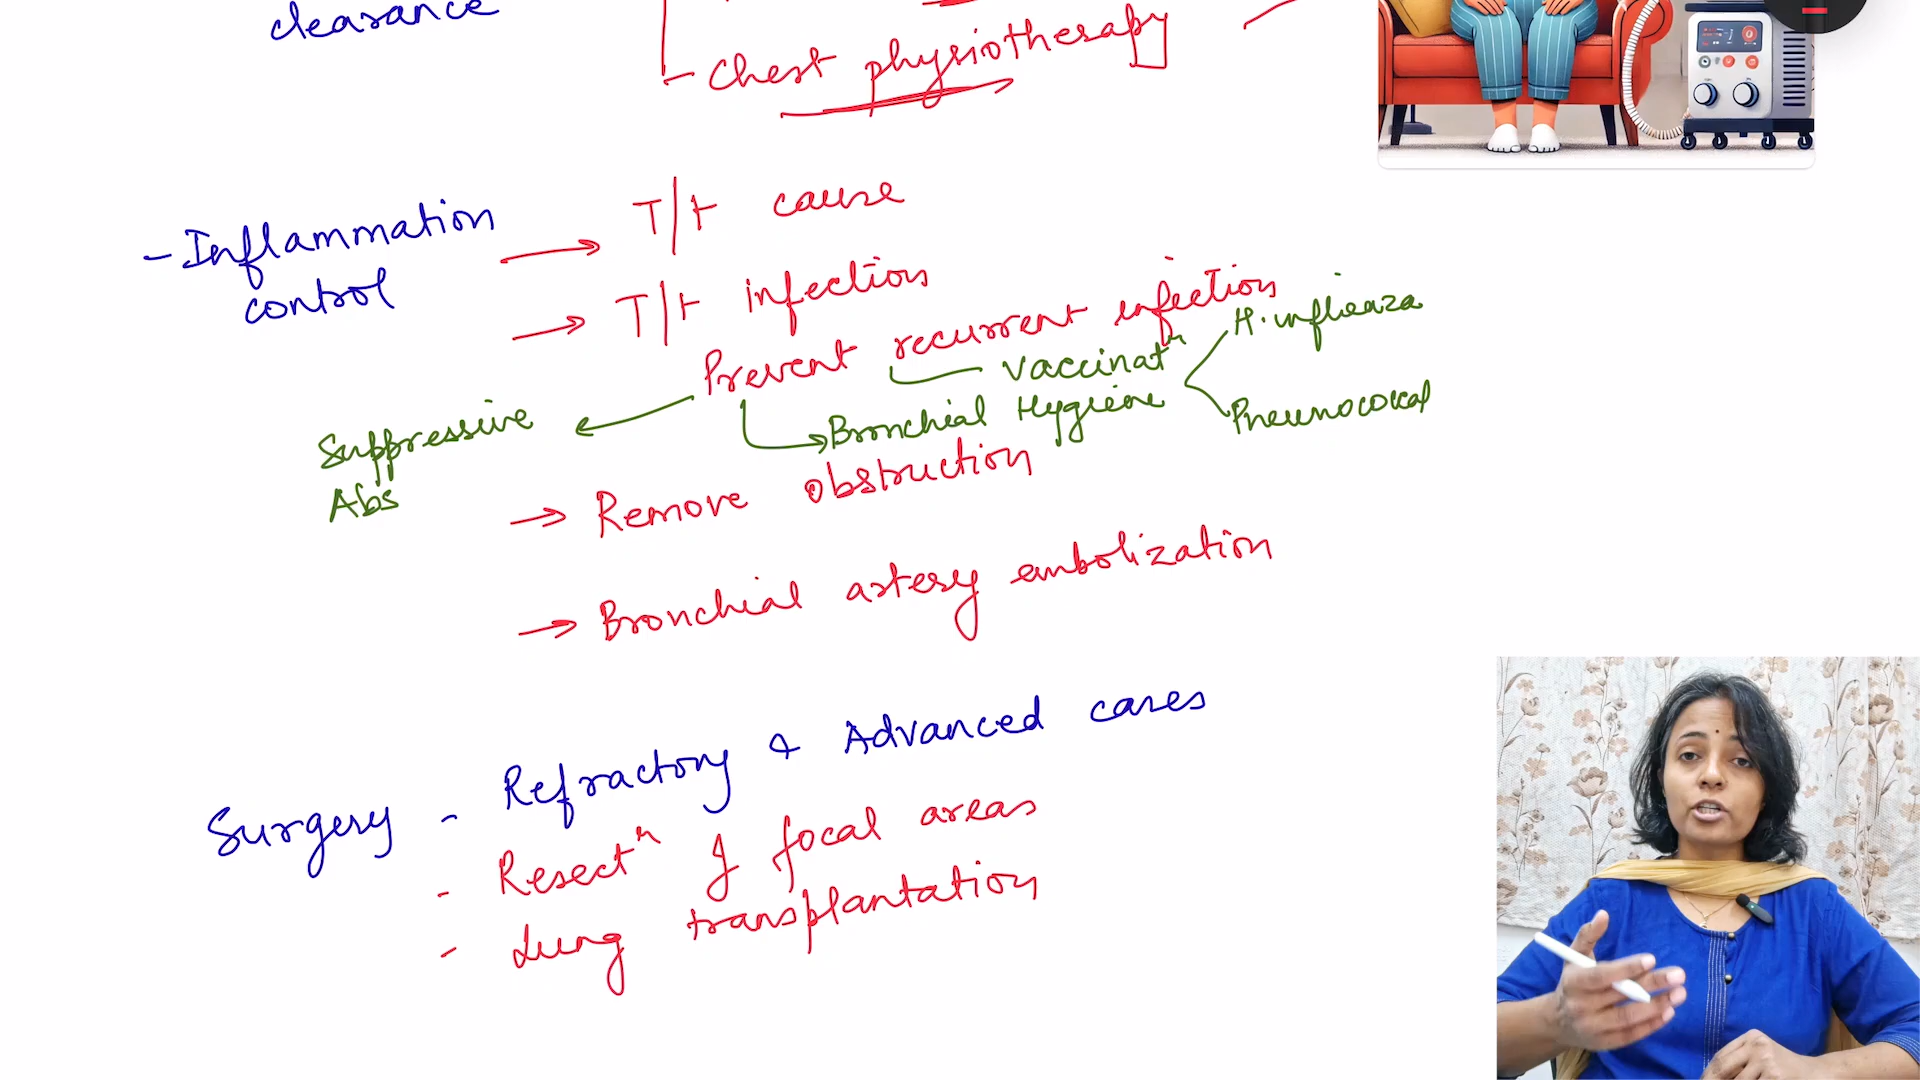 clearance
- Chest physiotherapy
- Inflammation
control
→ T/t cause
→ T/t infection
Prevent recurrent infection
Vaccinatⁿ
H. influenza
Pneumococcal
Bronchial Hygiene
Suppressive
Abs
→ Remove obstruction
→ Bronchial artery embolization
Surgery - Refractory & Advanced cases
- Resectⁿ of focal areas
- Lung transplantation